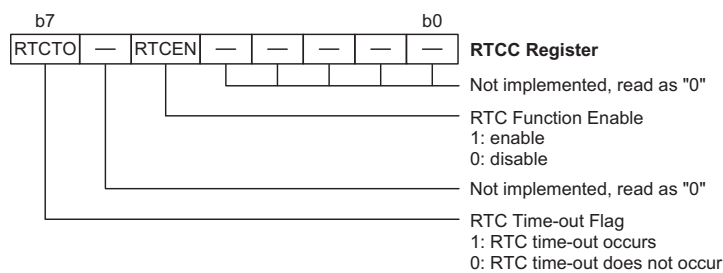 b7 b0
RTCTO — RTCEN — — — — — RTCC Register
Not implemented, read as "0"
RTC Function Enable
1: enable
0: disable
Not implemented, read as "0"
RTC Time-out Flag
1: RTC time-out occurs
0: RTC time-out does not occur